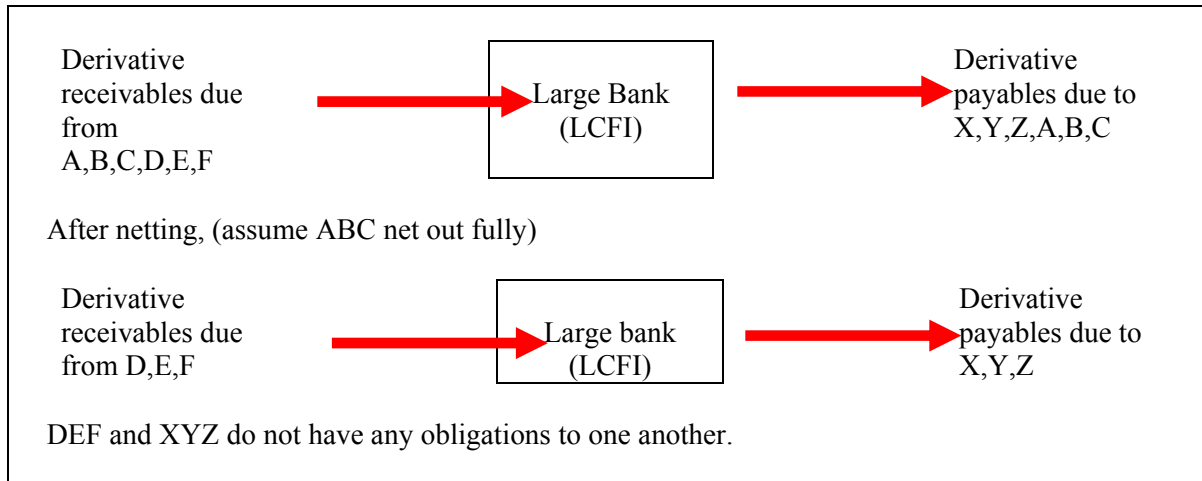 Derivative
receivables due
from
A,B,C,D,E,F
Large Bank
(LCFI)
Derivative
payables due to
X,Y,Z,A,B,C
After netting, (assume ABC net out fully)
Derivative
receivables due
from D,E,F
Large bank
(LCFI)
Derivative
payables due to
X,Y,Z
DEF and XYZ do not have any obligations to one another.